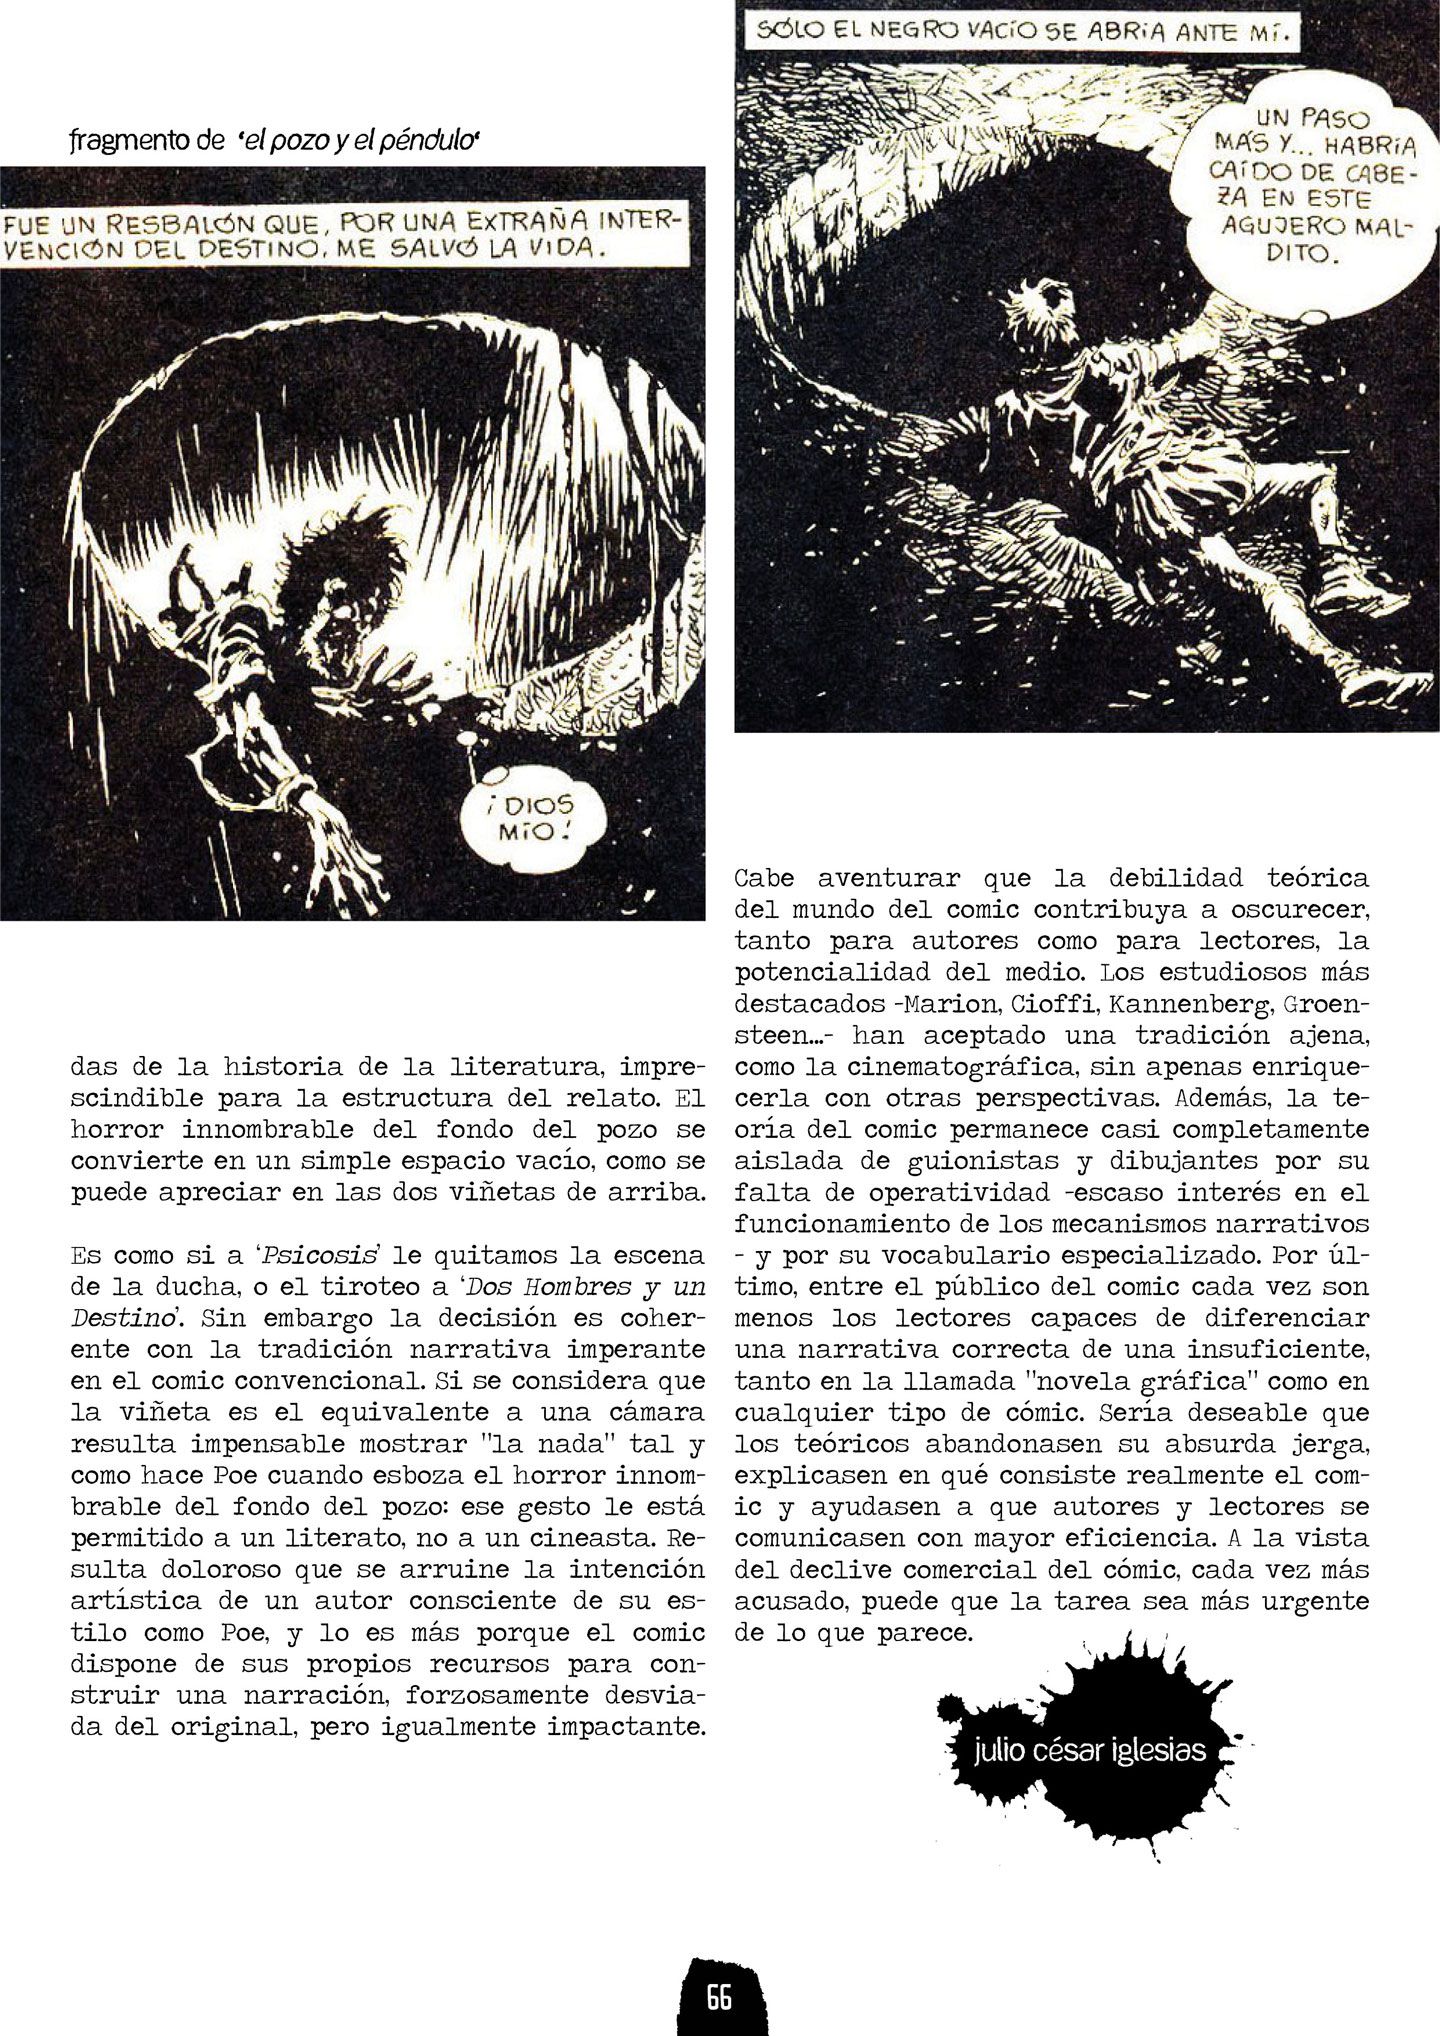 fragmento de 'el pozo y el péndulo'
FUE UN RESBALÓN QUE, POR UNA EXTRAÑA INTER-
VENCIÓN DEL DESTINO, ME SALVÓ LA VIDA.
¡DIOS
MÍO!
SÓLO EL NEGRO VACÍO SE ABRÍA ANTE MÍ.
UN PASO
MÁS Y... HABRÍA
CAÍDO DE CABE-
ZA EN ESTE
AGUJERO MAL-
DITO.
das de la historia de la literatura, impre-
scindible para la estructura del relato. El
horror innombrable del fondo del pozo se
convierte en un simple espacio vacío, como se
puede apreciar en las dos viñetas de arriba.
Es como si a 'Psicosis' le quitamos la escena
de la ducha, o el tiroteo a 'Dos Hombres y un
Destino'. Sin embargo la decisión es coher-
ente con la tradición narrativa imperante
en el comic convencional. Si se considera que
la viñeta es el equivalente a una cámara
resulta impensable mostrar "la nada" tal y
como hace Poe cuando esboza el horror innom-
brable del fondo del pozo: ese gesto le está
permitido a un literato, no a un cineasta. Re-
sulta doloroso que se arruine la intención
artística de un autor consciente de su es-
tilo como Poe, y lo es más porque el comic
dispone de sus propios recursos para con-
struir una narración, forzosamente desvia-
da del original, pero igualmente impactante.
Cabe aventurar que la debilidad teórica
del mundo del comic contribuya a oscurecer,
tanto para autores como para lectores, la
potencialidad del medio. Los estudiosos más
destacados -Marion, Cioffi, Kannenberg, Groen-
steen...- han aceptado una tradición ajena,
como la cinematográfica, sin apenas enrique-
cerla con otras perspectivas. Además, la te-
oría del comic permanece casi completamente
aislada de guionistas y dibujantes por su
falta de operatividad -escaso interés en el
funcionamiento de los mecanismos narrativos
- y por su vocabulario especializado. Por úl-
timo, entre el público del comic cada vez son
menos los lectores capaces de diferenciar
una narrativa correcta de una insuficiente,
tanto en la llamada "novela gráfica" como en
cualquier tipo de cómic. Sería deseable que
los teóricos abandonasen su absurda jerga,
explicasen en qué consiste realmente el com-
ic y ayudasen a que autores y lectores se
comunicasen con mayor eficiencia. A la vista
del declive comercial del cómic, cada vez más
acusado, puede que la tarea sea más urgente
de lo que parece.
julio césar iglesias
66